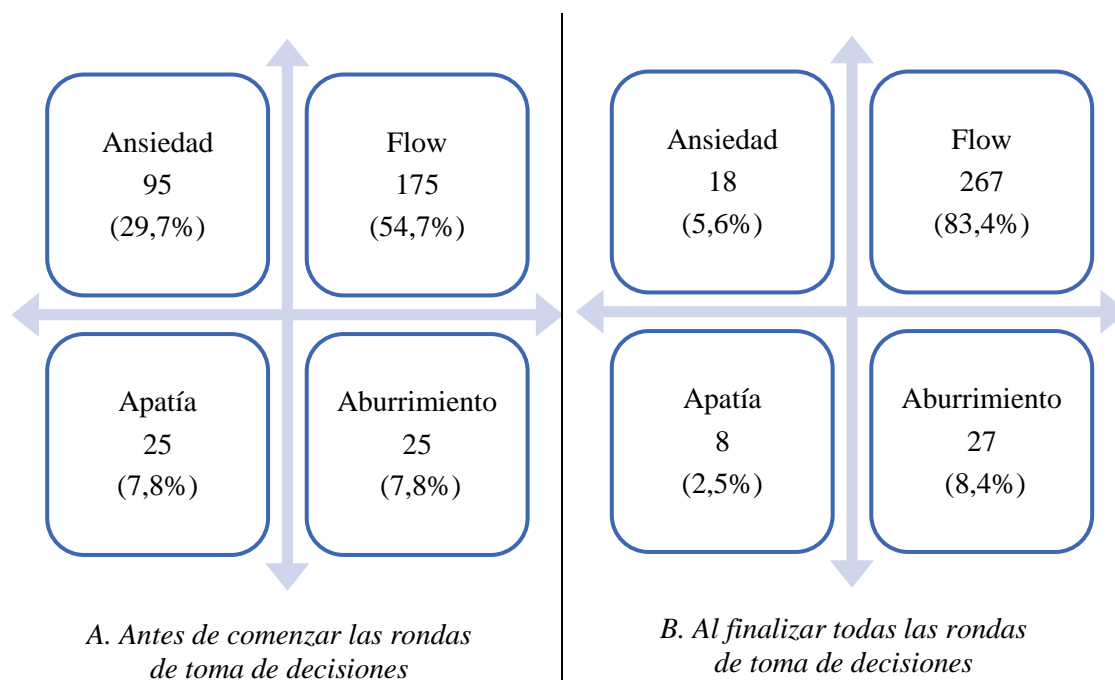 Ansiedad
95
(29,7%)
Flow
175
(54,7%)
Apatía
25
(7,8%)
Aburrimiento
25
(7,8%)
A. Antes de comenzar las rondas
de toma de decisiones
Ansiedad
18
(5,6%)
Flow
267
(83,4%)
Apatía
8
(2,5%)
Aburrimiento
27
(8,4%)
B. Al finalizar todas las rondas
de toma de decisiones